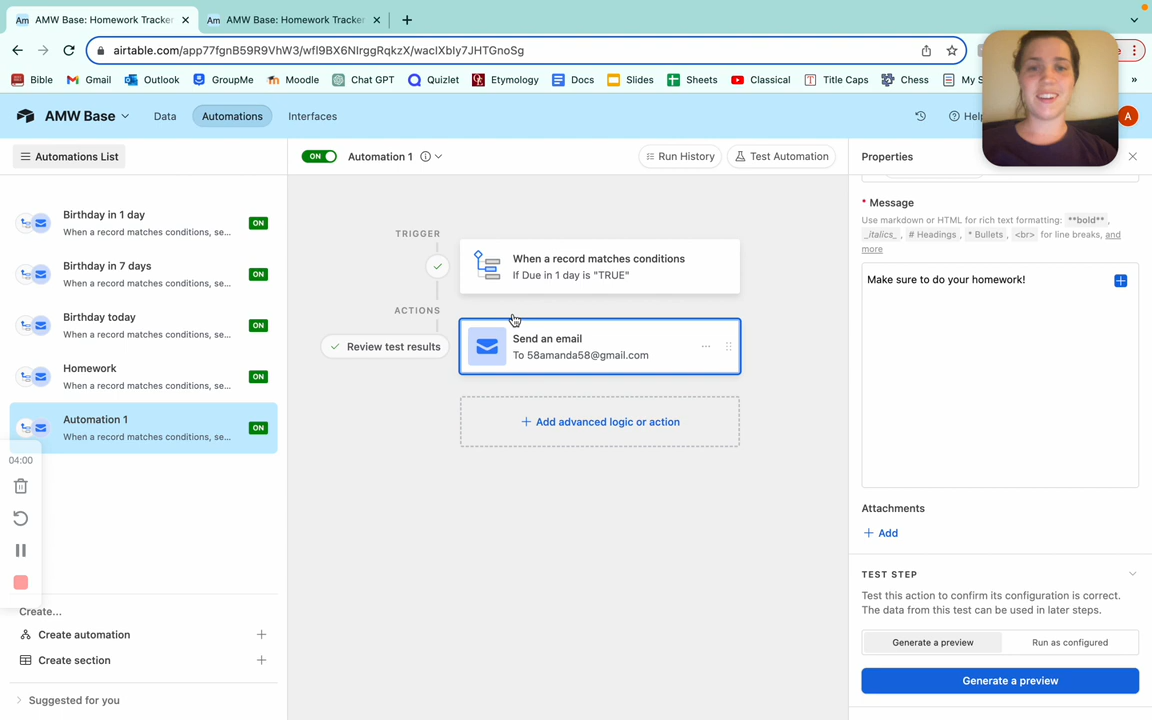 Am AMW Base: Homework Tracker
Am AMW Base: Homework Tracker
airtable.com/app77fgnB59R9VhW3/wfl9BX6NlrggRqkzX/wacIXbIy7JHTGnoSg
Bible
Gmail
Outlook
GroupMe
Moodle
Chat GPT
Quizlet
Etymology
Docs
Slides
Sheets
Classical
Title Caps
Chess
My S
AMW Base
Data
Automations
Interfaces
Help
A
Automations List
ON
Automation 1
Run History
Test Automation
Properties
Birthday in 1 day
When a record matches conditions, se...
ON
Birthday in 7 days
When a record matches conditions, se...
ON
Birthday today
When a record matches conditions, se...
ON
Homework
When a record matches conditions, se...
ON
Automation 1
When a record matches conditions, se...
ON
04:00
Create...
Create automation
Create section
Suggested for you
TRIGGER
When a record matches conditions
If Due in 1 day is "TRUE"
ACTIONS
Review test results
Send an email
To 58amanda58@gmail.com
+ Add advanced logic or action
* Message
Use markdown or HTML for rich text formatting: **bold**,
_italics_, # Headings, * Bullets, <br> for line breaks, and
more
Make sure to do your homework!
Attachments
+ Add
TEST STEP
Test this action to confirm its configuration is correct.
The data from this test can be used in later steps.
Generate a preview
Run as configured
Generate a preview